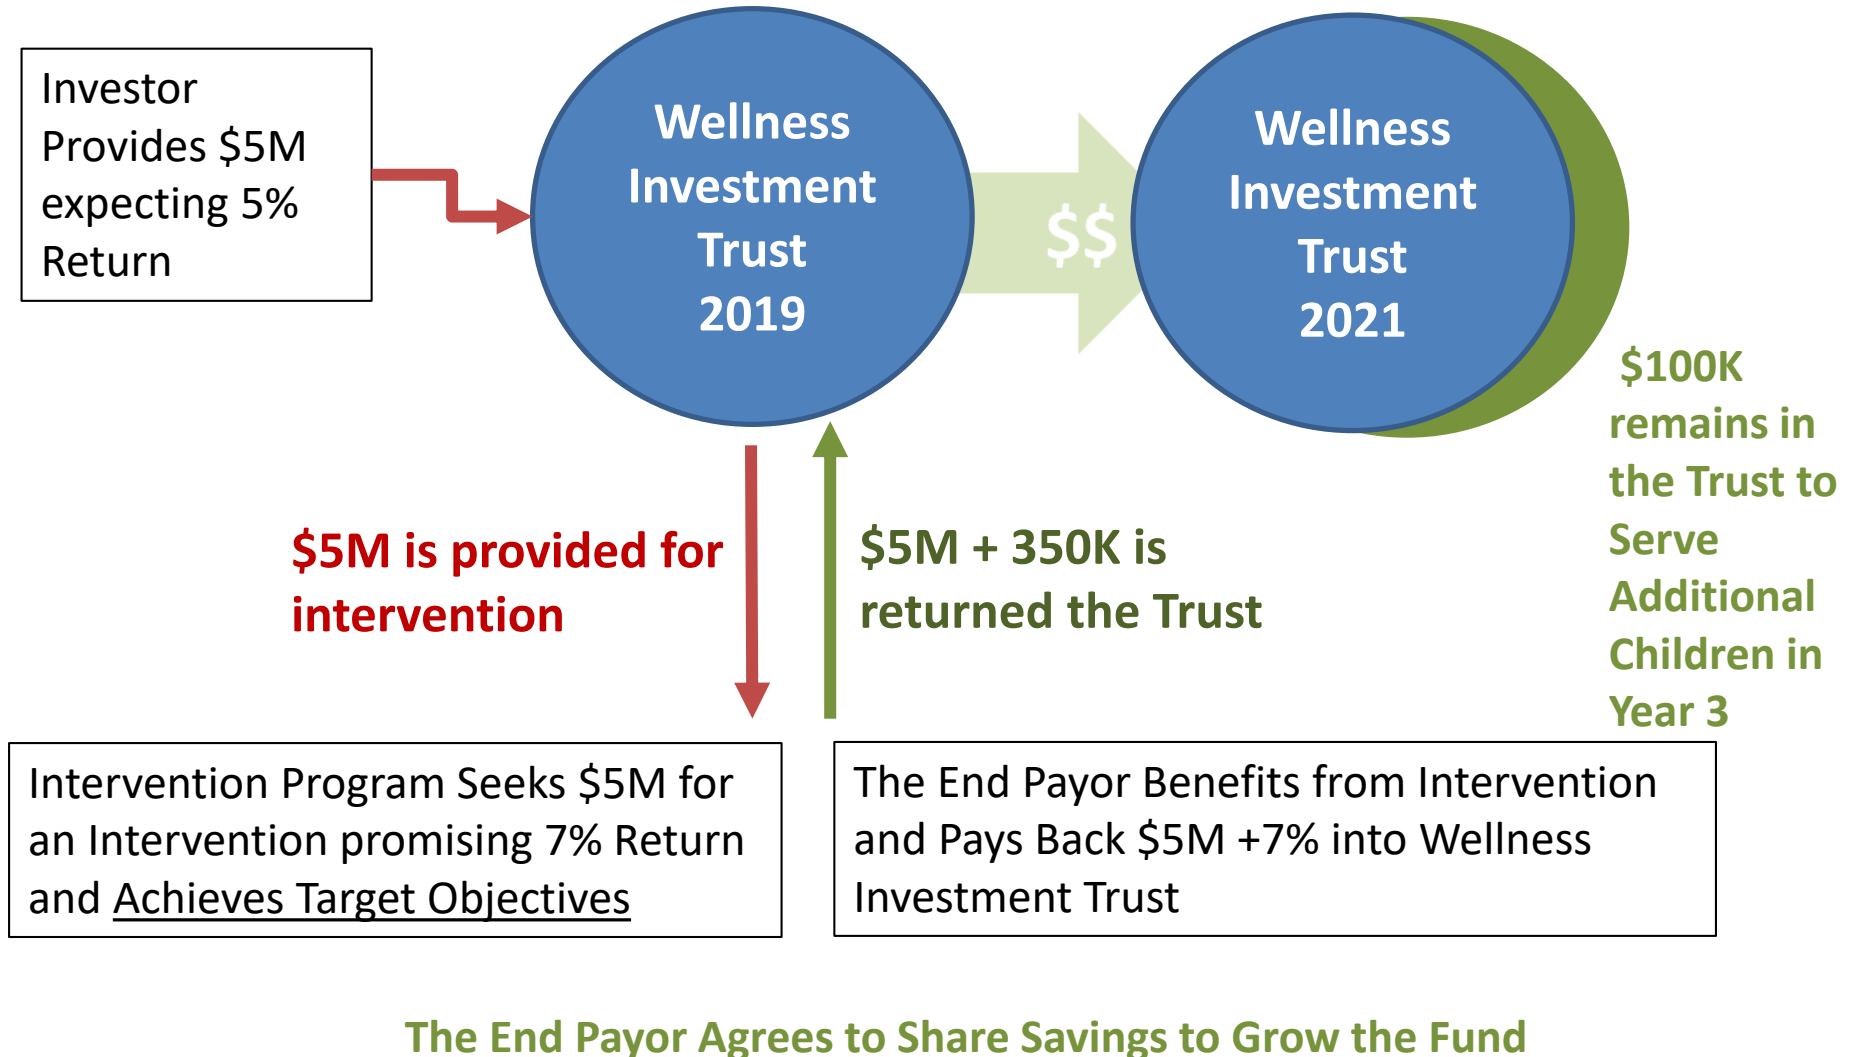 Investor
Provides $5M
expecting 5%
Return
Wellness
Investment
Trust
2019
$$
Wellness
Investment
Trust
2021
$100K
remains in
the Trust to
Serve
Additional
Children in
Year 3
$5M is provided for
intervention
$5M + 350K is
returned the Trust
Intervention Program Seeks $5M for
an Intervention promising 7% Return
and Achieves Target Objectives
The End Payor Benefits from Intervention
and Pays Back $5M +7% into Wellness
Investment Trust
The End Payor Agrees to Share Savings to Grow the Fund